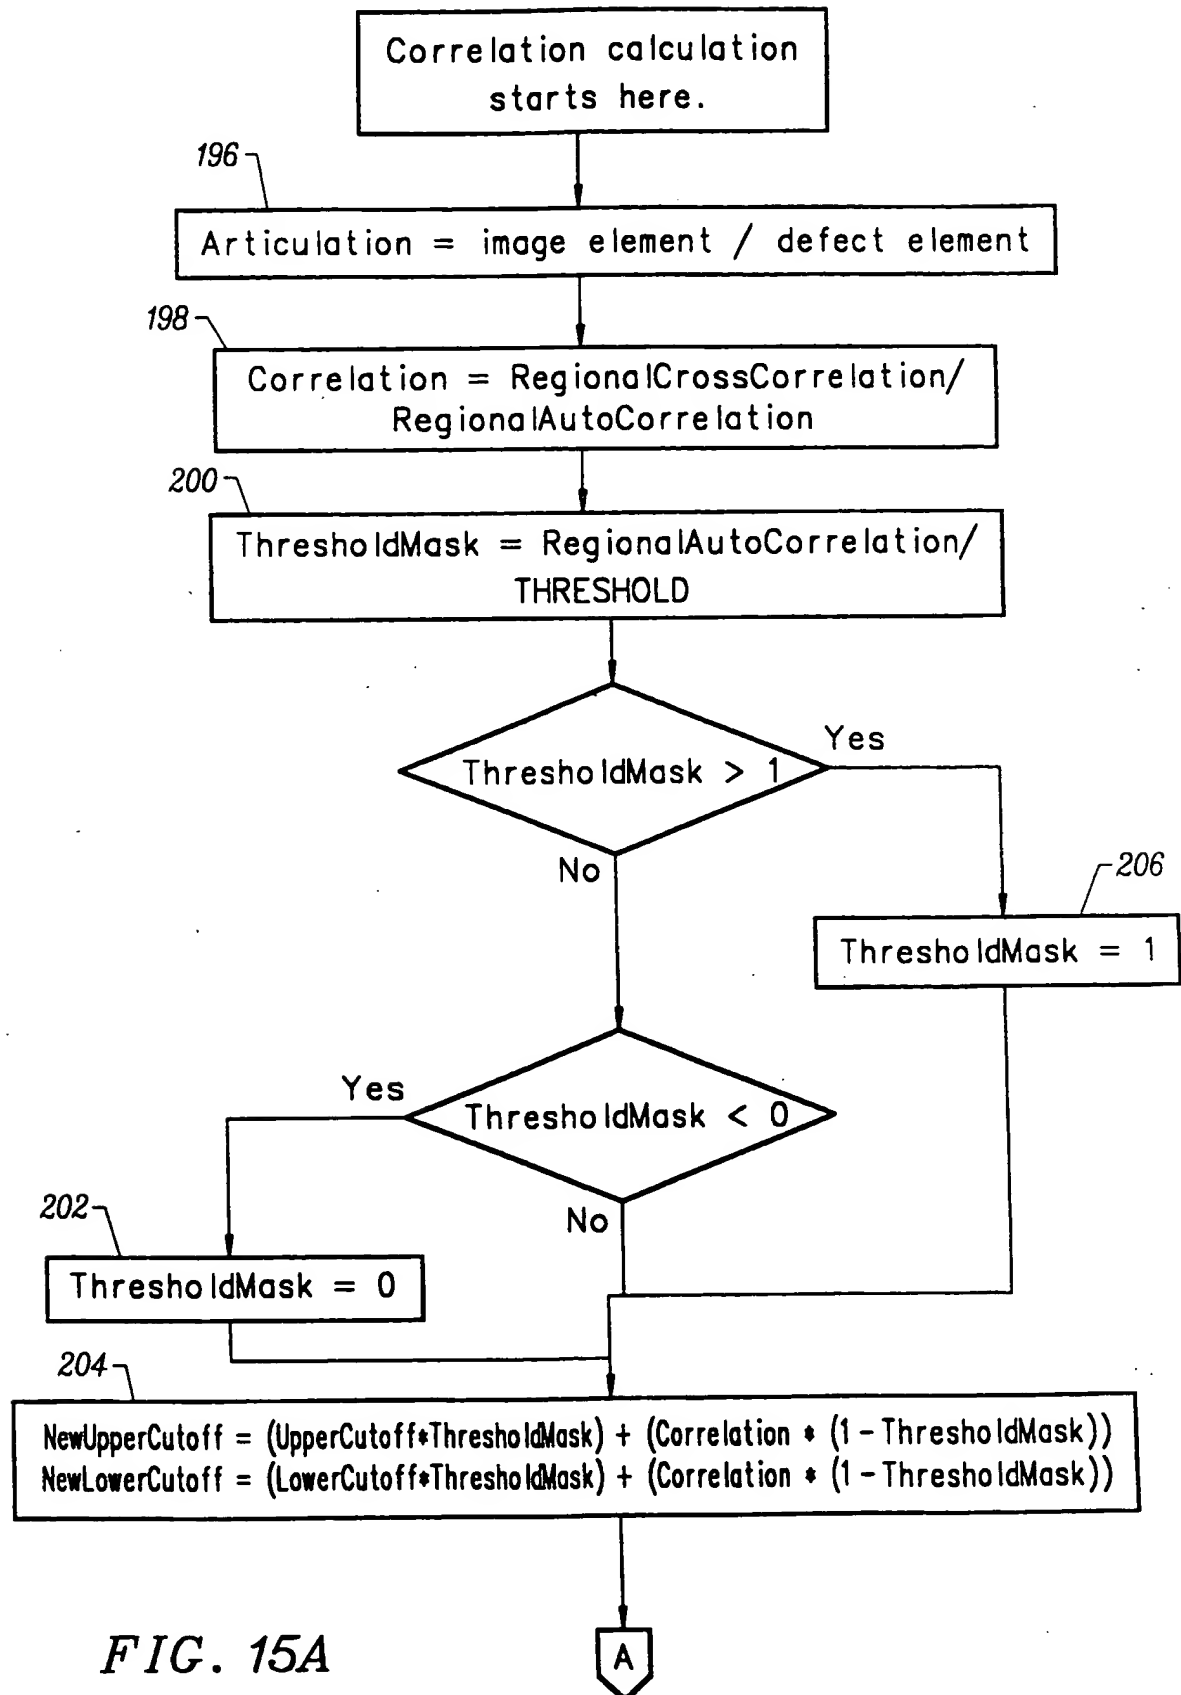 Correlation calculation
starts here.
196
Articulation = image element / defect element
198
Correlation = RegionalCrossCorrelation/
RegionalAutoCorrelation
200
ThresholdMask = RegionalAutoCorrelation/
THRESHOLD
ThresholdMask > 1
Yes
No
206
ThresholdMask = 1
ThresholdMask < 0
Yes
No
202
ThresholdMask = 0
204
NewUpperCutoff = (UpperCutoff*ThresholdMask) + (Correlation * (1-ThresholdMask))
NewLowerCutoff = (LowerCutoff*ThresholdMask) + (Correlation * (1-ThresholdMask))
A
FIG. 15A